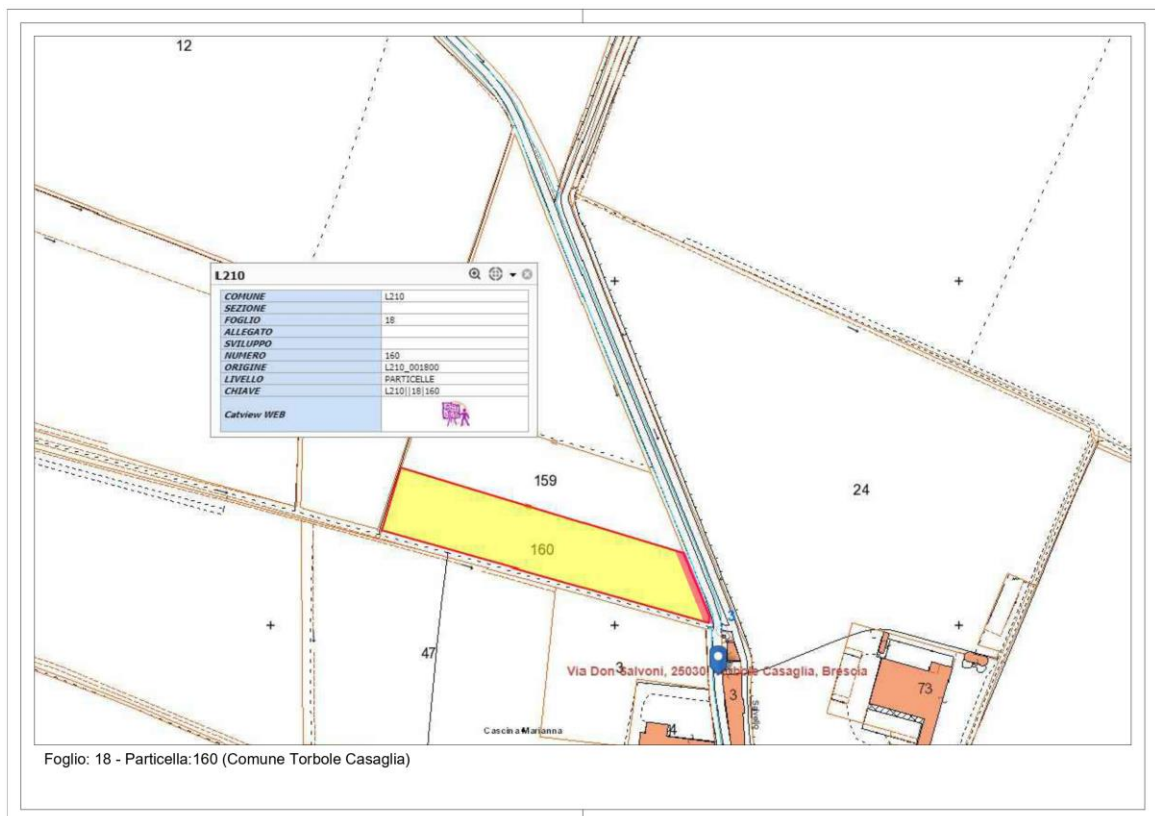 12
L210
COMUNE L210
SEZIONE
FOGLIO 18
ALLEGATO
SVILUPPO
NUMERO 160
ORIGINE L210_001800
LIVELLO PARTICELLE
CHIAVE L210||18|160
Catview WEB
159
24
160
3
47
3
Via Don Salvoni, 25030 Torbole Casaglia, Brescia
3
73
4
Cascina Marianna
Foglio: 18 - Particella:160 (Comune Torbole Casaglia)